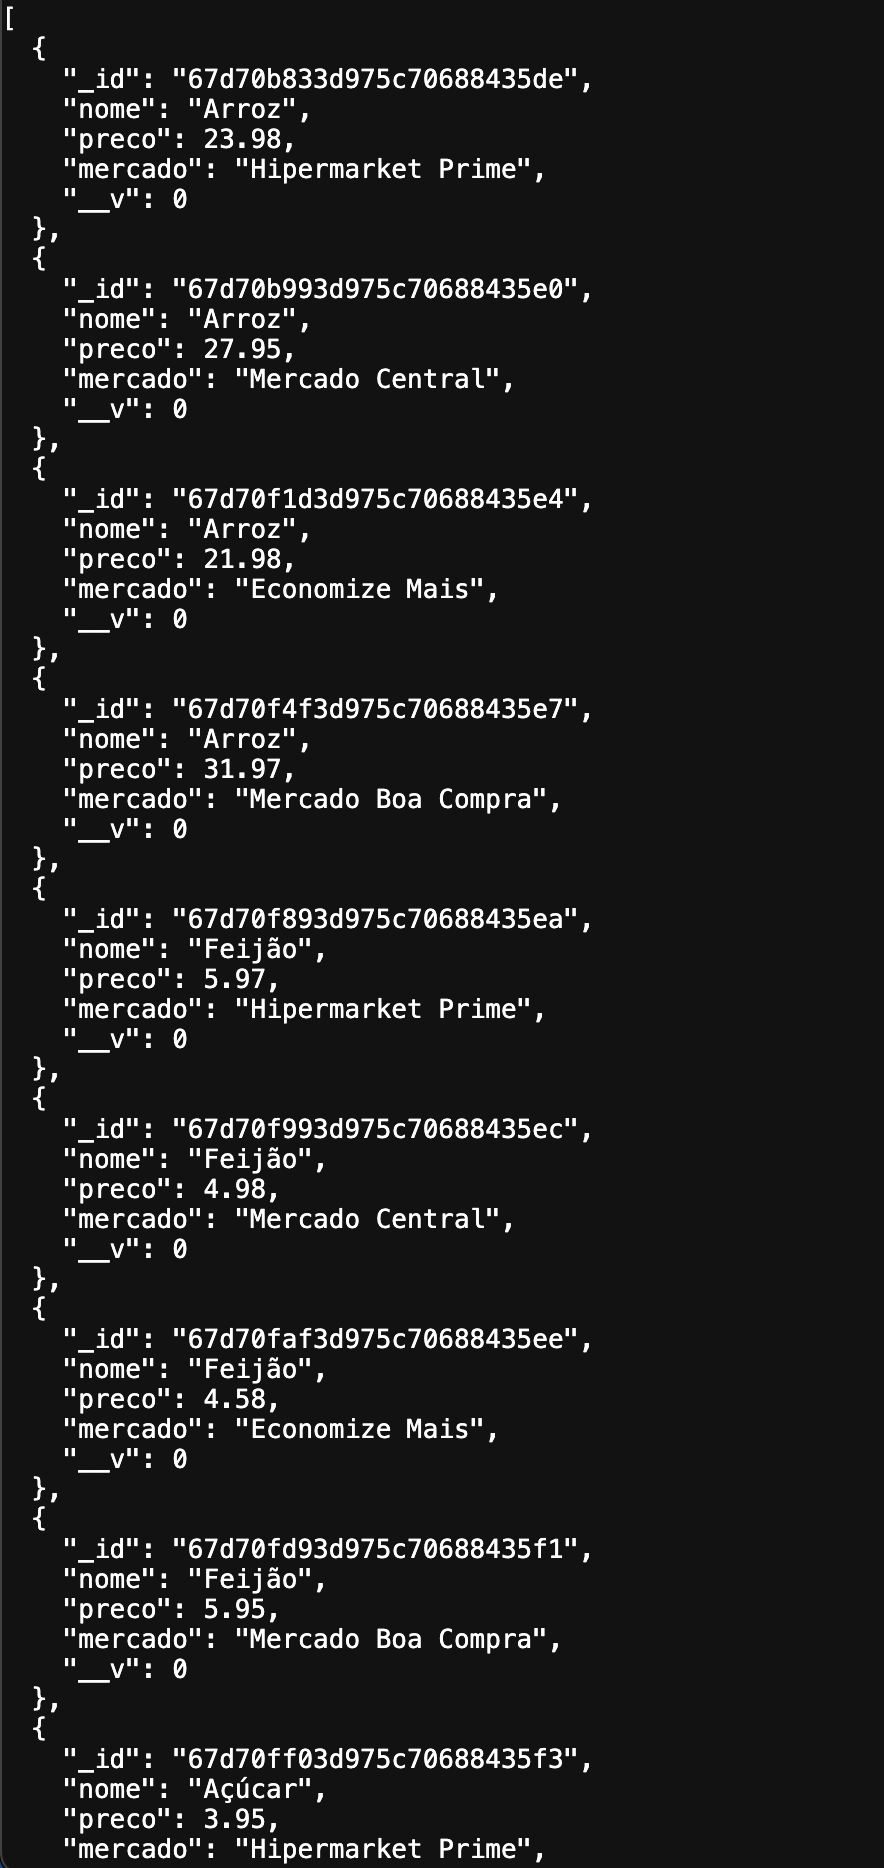 [
  {
    "_id": "67d70b833d975c70688435de",
    "nome": "Arroz",
    "preco": 23.98,
    "mercado": "Hipermarket Prime",
    "__v": 0
  },
  {
    "_id": "67d70b993d975c70688435e0",
    "nome": "Arroz",
    "preco": 27.95,
    "mercado": "Mercado Central",
    "__v": 0
  },
  {
    "_id": "67d70f1d3d975c70688435e4",
    "nome": "Arroz",
    "preco": 21.98,
    "mercado": "Economize Mais",
    "__v": 0
  },
  {
    "_id": "67d70f4f3d975c70688435e7",
    "nome": "Arroz",
    "preco": 31.97,
    "mercado": "Mercado Boa Compra",
    "__v": 0
  },
  {
    "_id": "67d70f893d975c70688435ea",
    "nome": "Feijão",
    "preco": 5.97,
    "mercado": "Hipermarket Prime",
    "__v": 0
  },
  {
    "_id": "67d70f993d975c70688435ec",
    "nome": "Feijão",
    "preco": 4.98,
    "mercado": "Mercado Central",
    "__v": 0
  },
  {
    "_id": "67d70faf3d975c70688435ee",
    "nome": "Feijão",
    "preco": 4.58,
    "mercado": "Economize Mais",
    "__v": 0
  },
  {
    "_id": "67d70fd93d975c70688435f1",
    "nome": "Feijão",
    "preco": 5.95,
    "mercado": "Mercado Boa Compra",
    "__v": 0
  },
  {
    "_id": "67d70ff03d975c70688435f3",
    "nome": "Açúcar",
    "preco": 3.95,
    "mercado": "Hipermarket Prime",